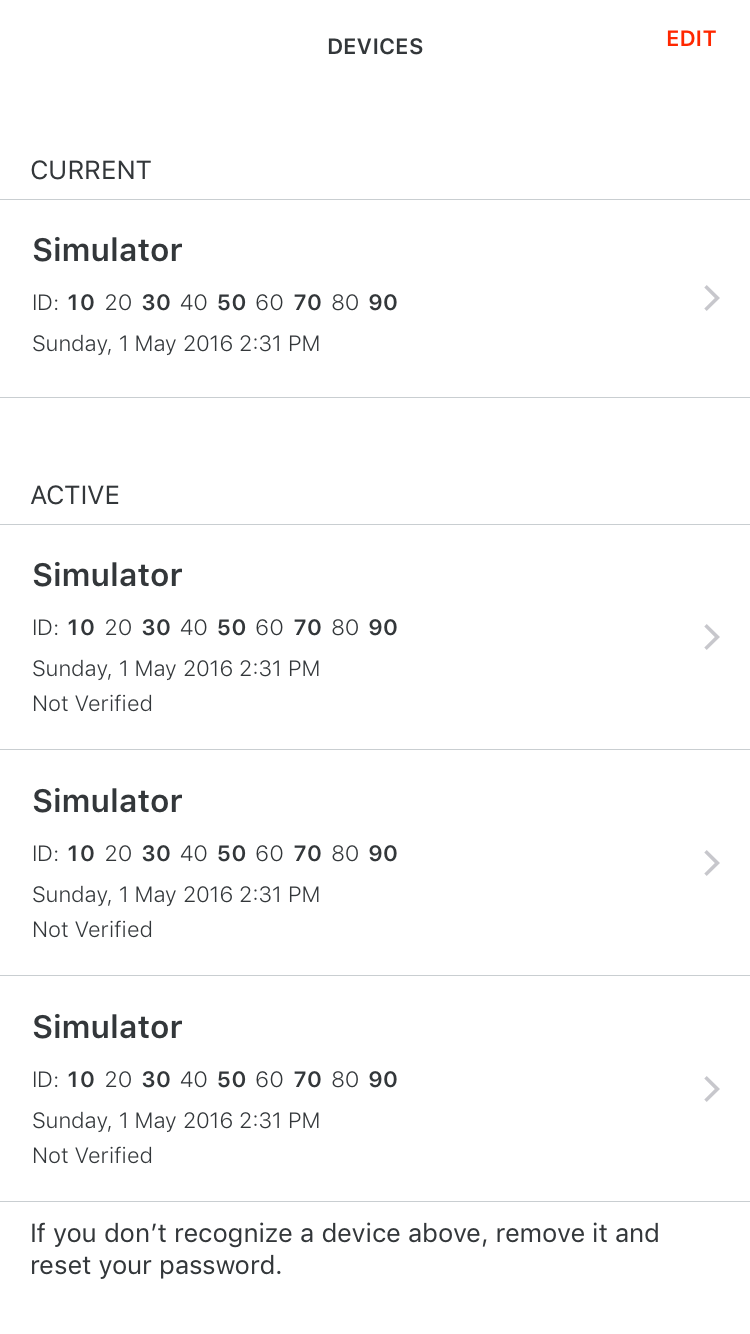 DEVICES
EDIT
CURRENT
Simulator
ID: 10 20 30 40 50 60 70 80 90
Sunday, 1 May 2016 2:31 PM
ACTIVE
Simulator
ID: 10 20 30 40 50 60 70 80 90
Sunday, 1 May 2016 2:31 PM
Not Verified
Simulator
ID: 10 20 30 40 50 60 70 80 90
Sunday, 1 May 2016 2:31 PM
Not Verified
Simulator
ID: 10 20 30 40 50 60 70 80 90
Sunday, 1 May 2016 2:31 PM
Not Verified
If you don’t recognize a device above, remove it and
reset your password.